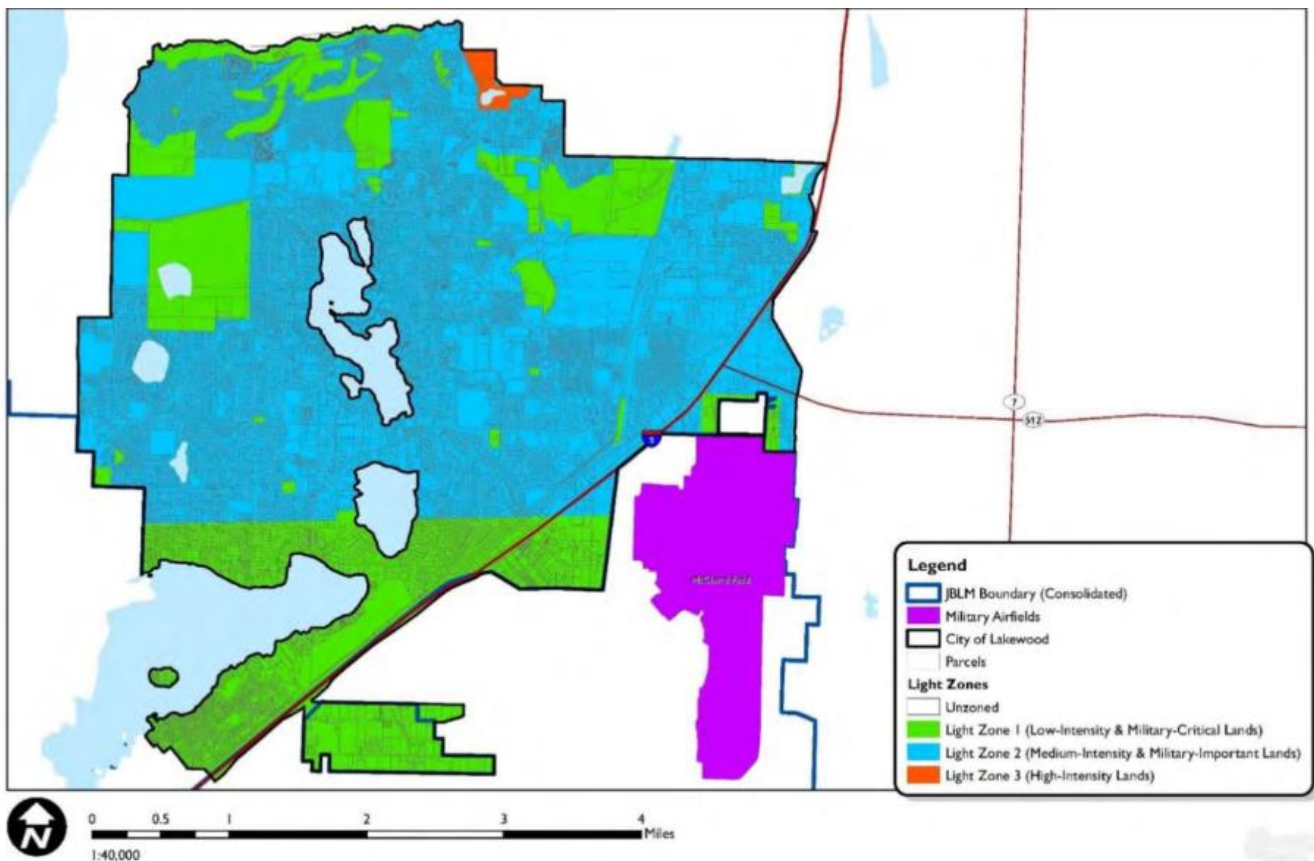 5
7
512
McChord Field
Legend
JBLM Boundary (Consolidated)
Military Airfields
City of Lakewood
Parcels
Light Zones
Unzoned
Light Zone 1 (Low-Intensity & Military-Critical Lands)
Light Zone 2 (Medium-Intensity & Military-Important Lands)
Light Zone 3 (High-Intensity Lands)
N
0 0.5 1 2 3 4
Miles
1:40,000